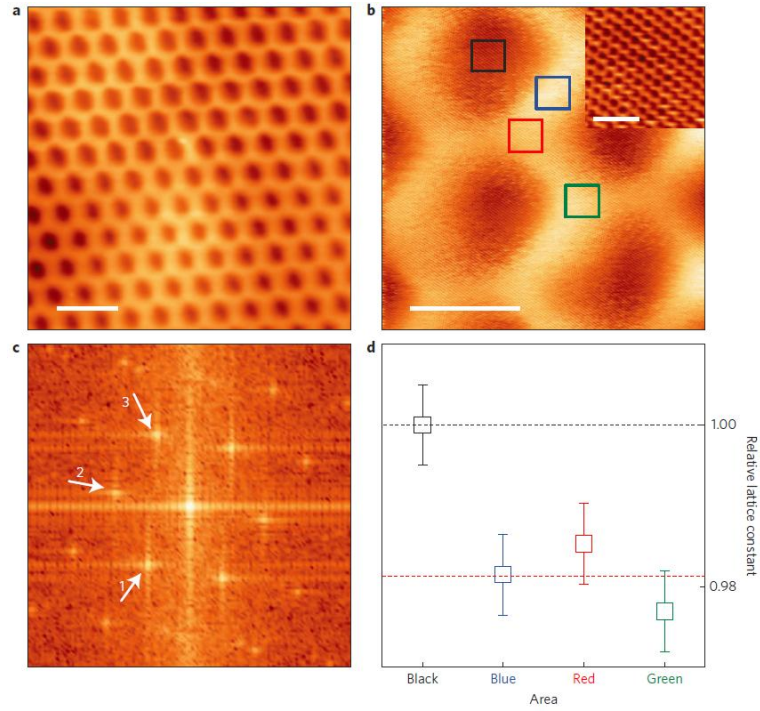 a
b
c
3
2
1
d
1.00
0.98
Relative lattice constant
Black Blue Red Green
Area